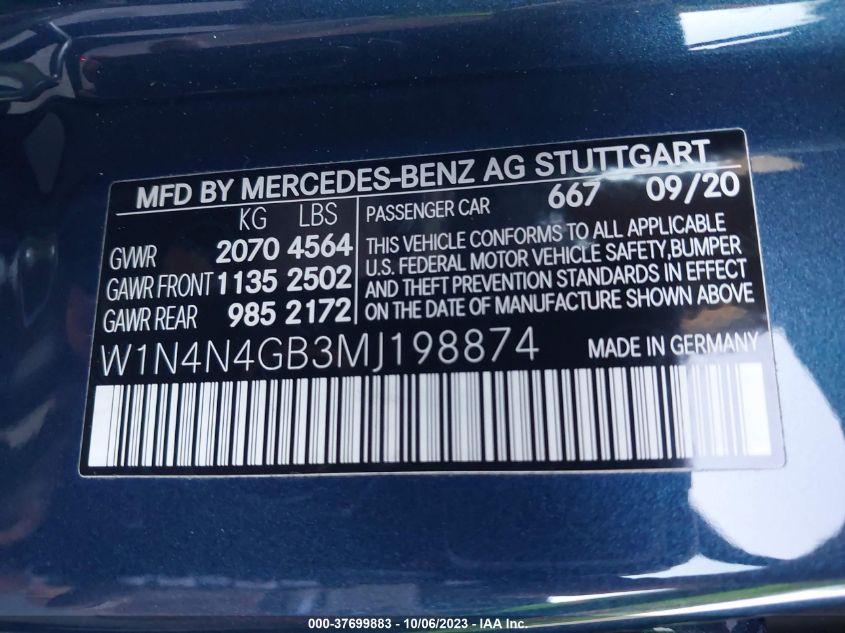 MFD BY MERCEDES-BENZ AG STUTTGART
KG LBS
GVWR 2070 4564
GAWR FRONT 1135 2502
GAWR REAR 985 2172
PASSENGER CAR 667 09/20
THIS VEHICLE CONFORMS TO ALL APPLICABLE
U.S. FEDERAL MOTOR VEHICLE SAFETY,BUMPER
AND THEFT PREVENTION STANDARDS IN EFFECT
ON THE DATE OF MANUFACTURE SHOWN ABOVE
W1N4N4GB3MJ198874 MADE IN GERMANY
000-37699883 - 10/06/2023 - IAA Inc.